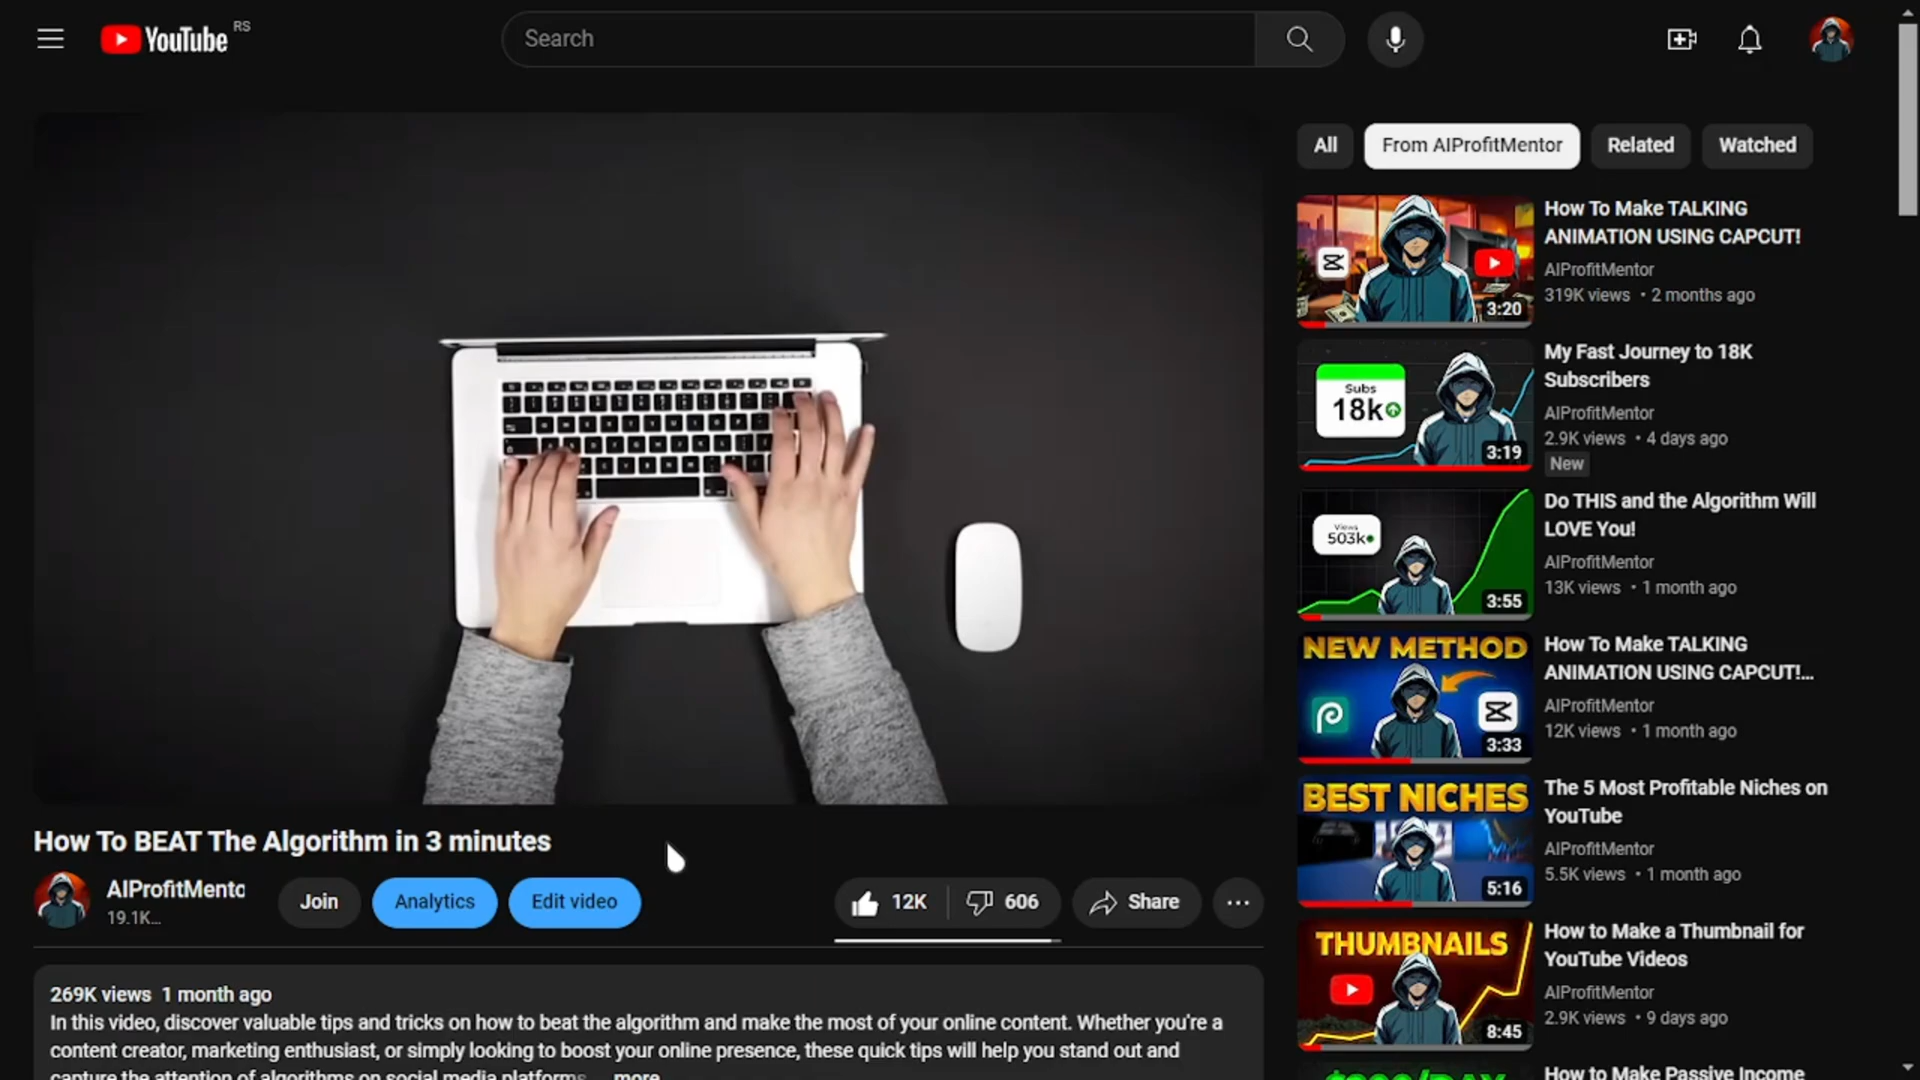 YouTube RS
Search
All
From AIProfitMentor
Related
Watched
How To Make TALKING
ANIMATION USING CAPCUT!
AIProfitMentor
319K views • 2 months ago
3:20
Subs
18k
3:19
My Fast Journey to 18K
Subscribers
AIProfitMentor
2.9K views • 4 days ago
New
Views
503k
3:55
Do THIS and the Algorithm Will
LOVE You!
AIProfitMentor
13K views • 1 month ago
NEW METHOD
3:33
How To Make TALKING
ANIMATION USING CAPCUT!...
AIProfitMentor
12K views • 1 month ago
BEST NICHES
5:16
The 5 Most Profitable Niches on
YouTube
AIProfitMentor
5.5K views • 1 month ago
THUMBNAILS
8:45
How to Make a Thumbnail for
YouTube Videos
AIProfitMentor
2.9K views • 9 days ago
How to Make Passive Income
How To BEAT The Algorithm in 3 minutes
AIProfitMento
19.1K...
Join
Analytics
Edit video
12K
606
Share
269K views 1 month ago
In this video, discover valuable tips and tricks on how to beat the algorithm and make the most of your online content. Whether you're a
content creator, marketing enthusiast, or simply looking to boost your online presence, these quick tips will help you stand out and
capture the attention of algorithms on social media platforms. ...more